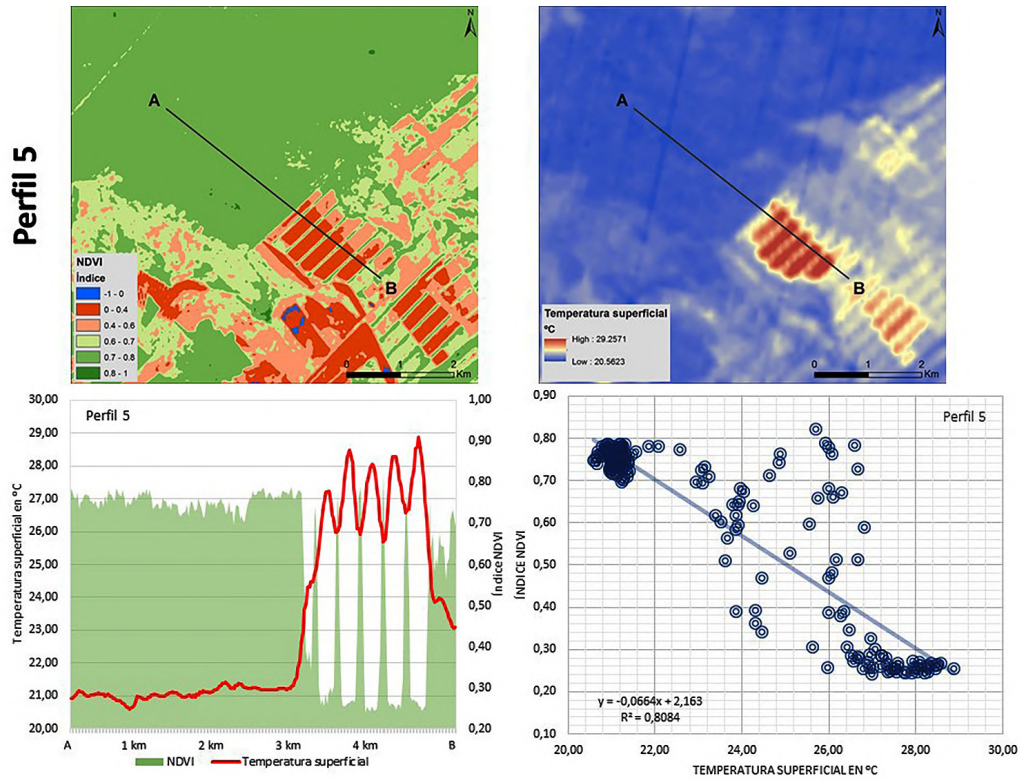 Perfil 5
N
A
B
NDVI
Índice
-1 - 0
0 - 0.4
0.4 - 0.6
0.6 - 0.7
0.7 - 0.8
0.8 - 1
0 1 2
Km
N
A
B
Temperatura superficial
ºC
High : 29.2571
Low : 20.5623
0 1 2
Km
Perfil 5
Temperatura superficial en ºC
30,00
29,00
28,00
27,00
26,00
25,00
24,00
23,00
22,00
21,00
20,00
1,00
0,90
0,80
0,70
0,60
0,50
0,40
0,30
0,20
Índice NDVI
A 1 km 2 km 3 km 4 km B
NDVI Temperatura superficial
Perfil 5
ÍNDICE NDVI
0,90
0,80
0,70
0,60
0,50
0,40
0,30
0,20
0,10
y = -0,0664x + 2,163
R² = 0,8084
20,00 22,00 24,00 26,00 28,00 30,00
TEMPERATURA SUPERFICIAL EN ºC